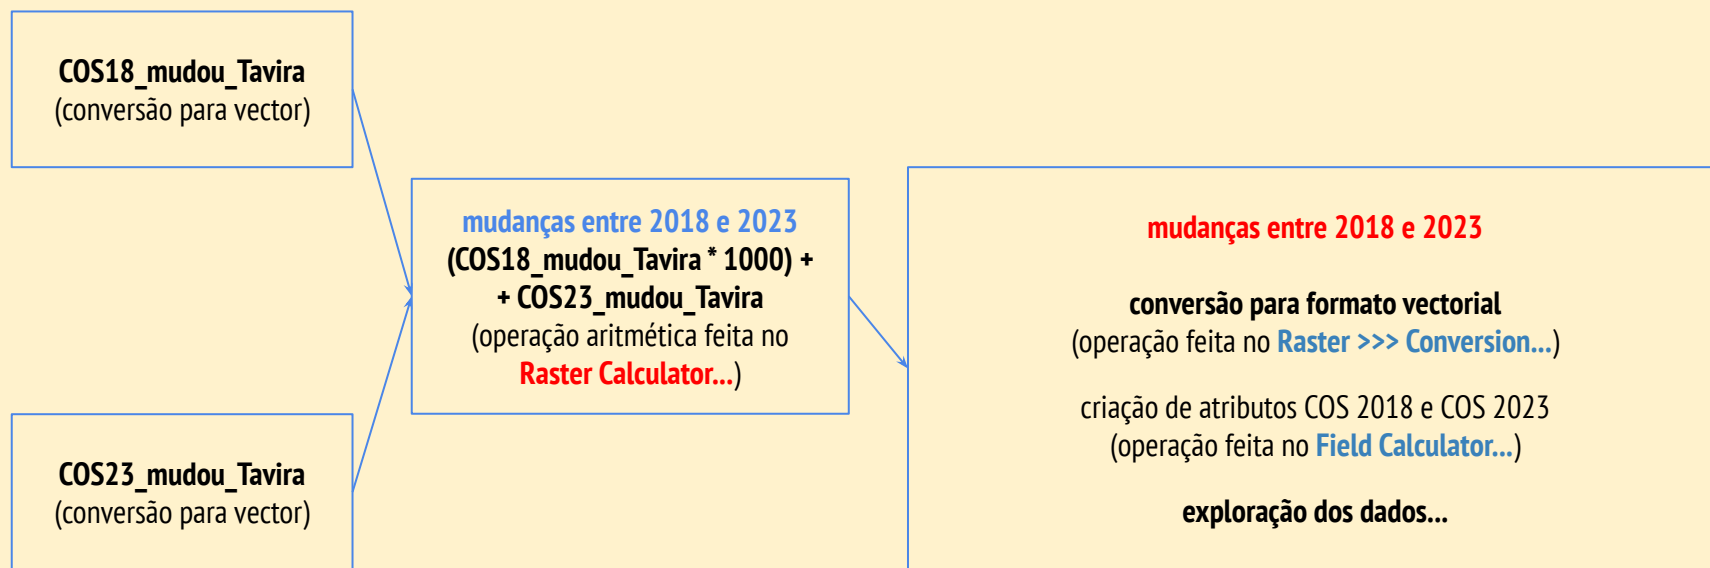 COS18_mudou_Tavira
(conversão para vector)
COS23_mudou_Tavira
(conversão para vector)
mudanças entre 2018 e 2023
(COS18_mudou_Tavira * 1000) +
+ COS23_mudou_Tavira
(operação aritmética feita no
Raster Calculator...)
mudanças entre 2018 e 2023
conversão para formato vectorial
(operação feita no Raster >>> Conversion...)
criação de atributos COS 2018 e COS 2023
(operação feita no Field Calculator...)
exploração dos dados...